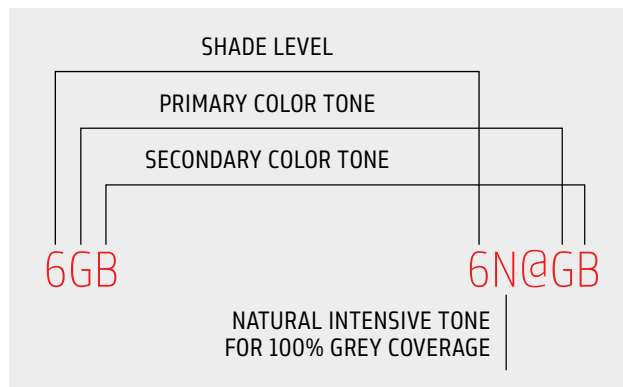 SHADE LEVEL
PRIMARY COLOR TONE
SECONDARY COLOR TONE
6GB 6N@GB
NATURAL INTENSIVE TONE
FOR 100% GREY COVERAGE